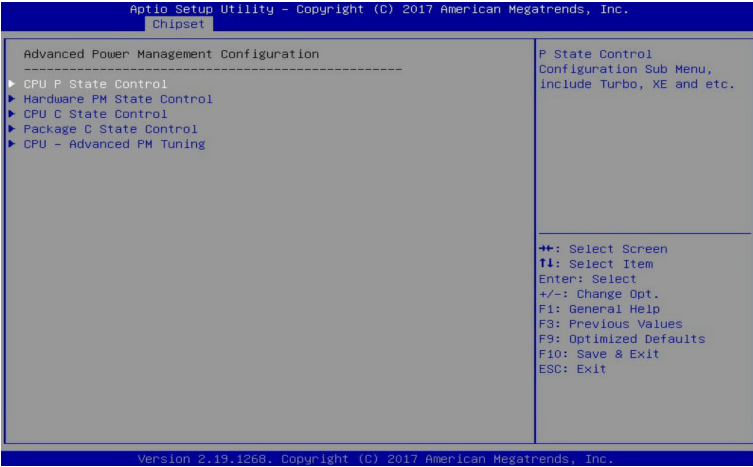 Aptio Setup Utility – Copyright (C) 2017 American Megatrends, Inc.
Chipset
Advanced Power Management Configuration
----------------------------------------------------
▶ CPU P State Control
▶ Hardware PM State Control
▶ CPU C State Control
▶ Package C State Control
▶ CPU – Advanced PM Tuning
P State Control
Configuration Sub Menu,
include Turbo, XE and etc.
→←: Select Screen
↑↓: Select Item
Enter: Select
+/-: Change Opt.
F1: General Help
F3: Previous Values
F9: Optimized Defaults
F10: Save & Exit
ESC: Exit
Version 2.19.1268. Copyright (C) 2017 American Megatrends, Inc.